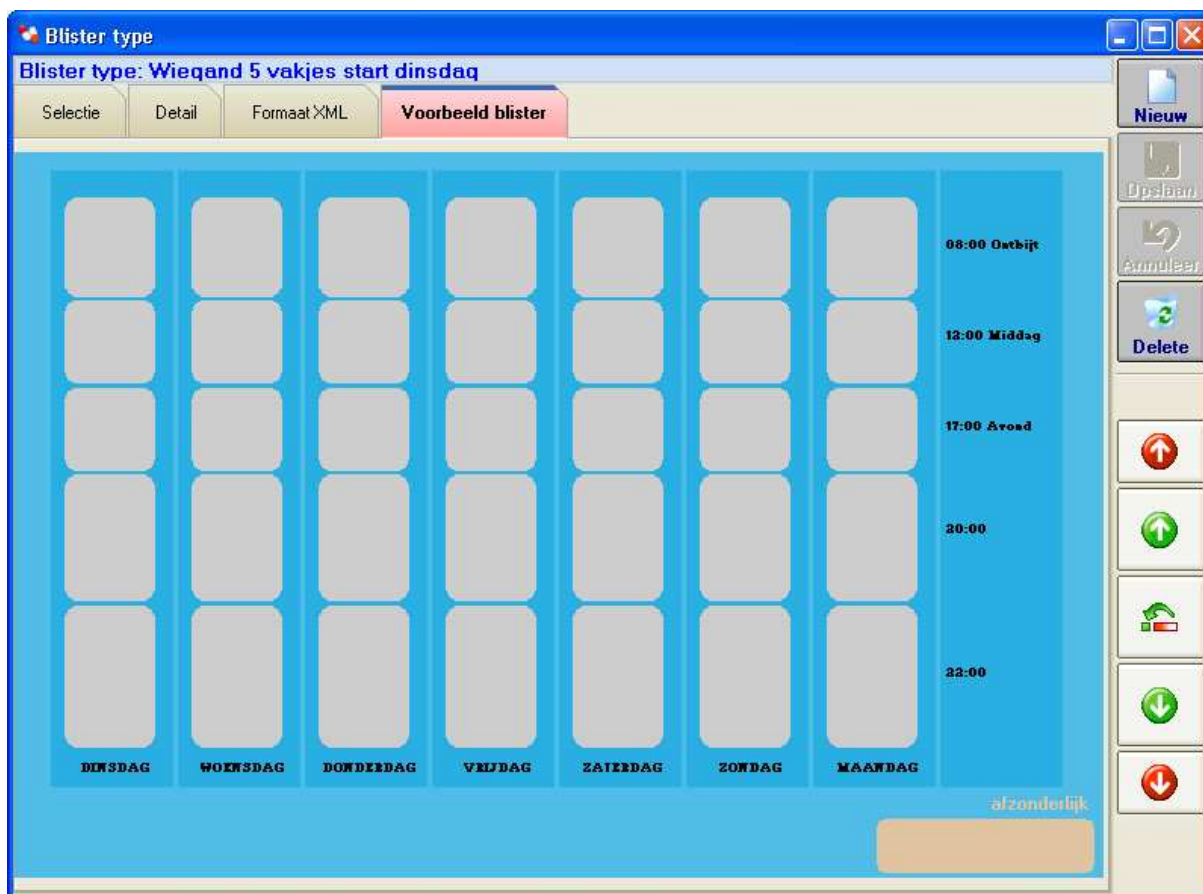 Blister type
Blister type: Wiegand 5 vakjes start dinsdag
Selectie Detail Formaat XML Voorbeeld blister
Nieuw
Opslaan
Annuleer
Delete
08:00 Ontbijt
12:00 Middag
17:00 Avond
20:00
22:00
DINSDAG WOENSDAG DONDERDAG VRIJDAG ZATERDAG ZONDAG MAANDAG
afzonderlijk